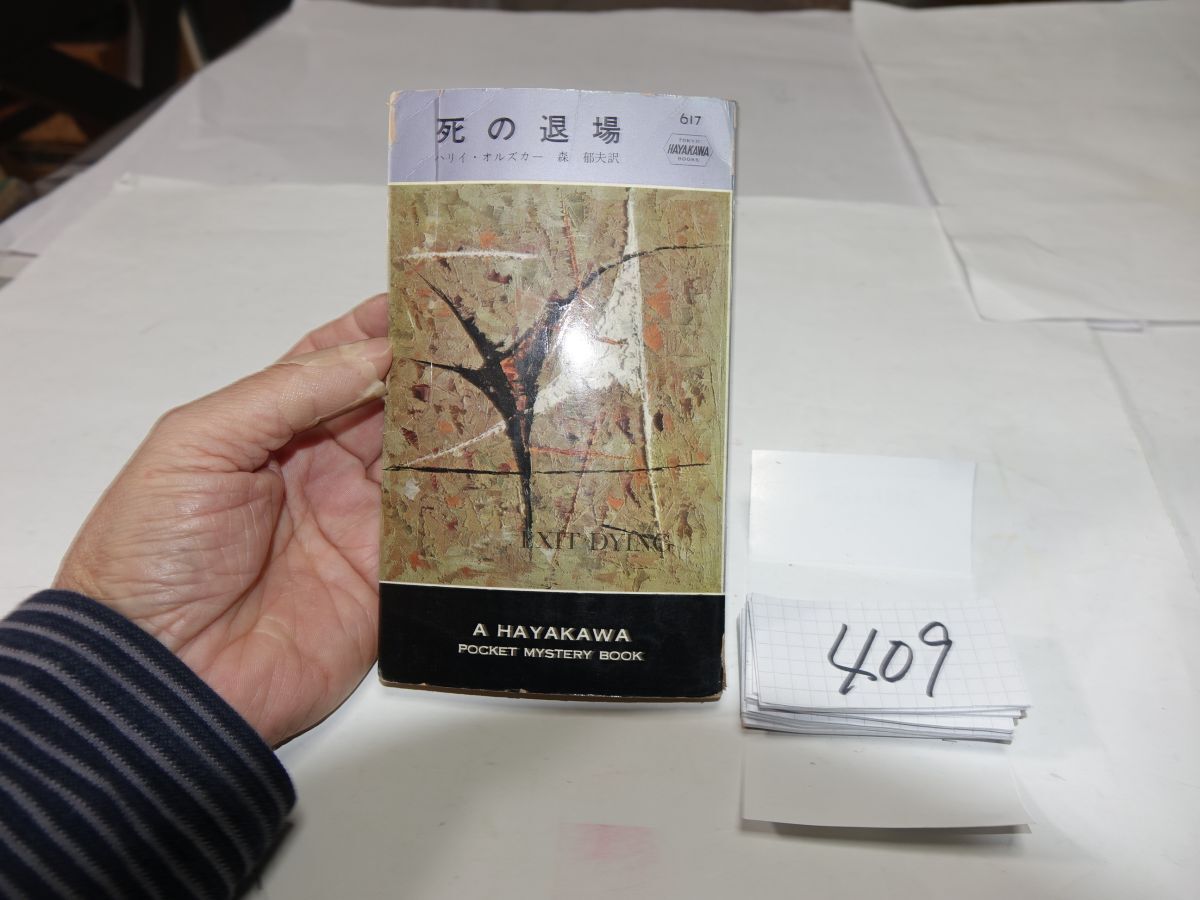 死の退場
617
ハリイ・オルズカー 森 郁夫訳
TOKYO
HAYAKAWA
BOOKS
EXIT DYING
A HAYAKAWA
POCKET MYSTERY BOOK
409